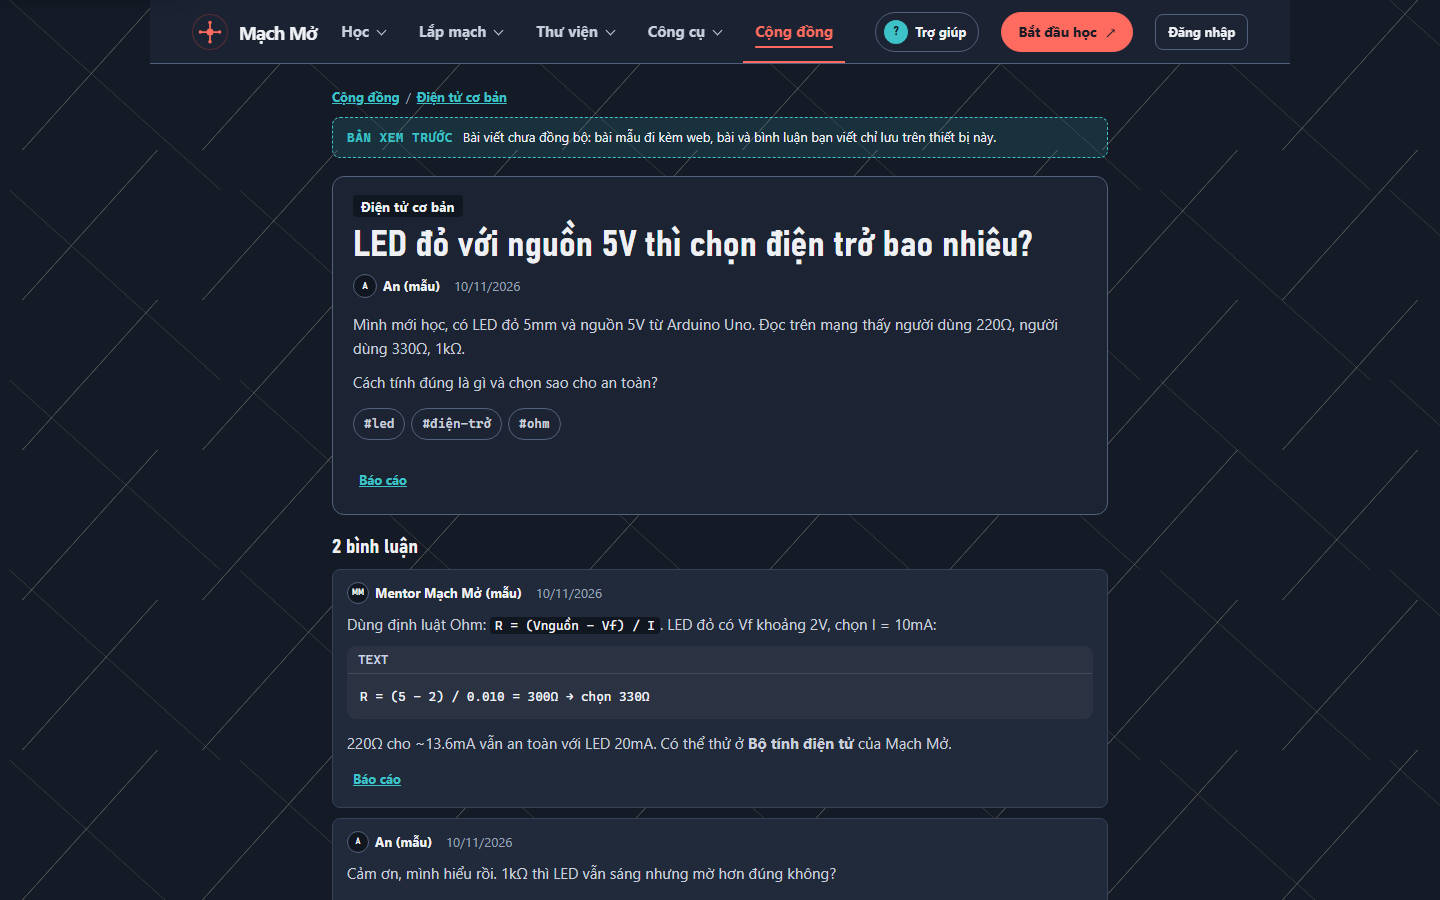 Mạch Mở Học Lắp mạch Thư viện Công cụ Cộng đồng ? Trợ giúp Bắt đầu học ↗ Đăng nhập
Cộng đồng / Điện tử cơ bản
BẢN XEM TRƯỚC Bài viết chưa đồng bộ: bài mẫu đi kèm web, bài và bình luận bạn viết chỉ lưu trên thiết bị này.
Điện tử cơ bản
LED đỏ với nguồn 5V thì chọn điện trở bao nhiêu?
A An (mẫu) 10/11/2026
Mình mới học, có LED đỏ 5mm và nguồn 5V từ Arduino Uno. Đọc trên mạng thấy người dùng 220Ω, người
dùng 330Ω, 1kΩ.
Cách tính đúng là gì và chọn sao cho an toàn?
#led #điện-trở #ohm
Báo cáo
2 bình luận
MM Mentor Mạch Mở (mẫu) 10/11/2026
Dùng định luật Ohm: R = (Vnguồn - Vf) / I. LED đỏ có Vf khoảng 2V, chọn I = 10mA:
TEXT
R = (5 - 2) / 0.010 = 300Ω → chọn 330Ω
220Ω cho ~13.6mA vẫn an toàn với LED 20mA. Có thể thử ở Bộ tính điện tử của Mạch Mở.
Báo cáo
A An (mẫu) 10/11/2026
Cảm ơn, mình hiểu rồi. 1kΩ thì LED vẫn sáng nhưng mờ hơn đúng không?